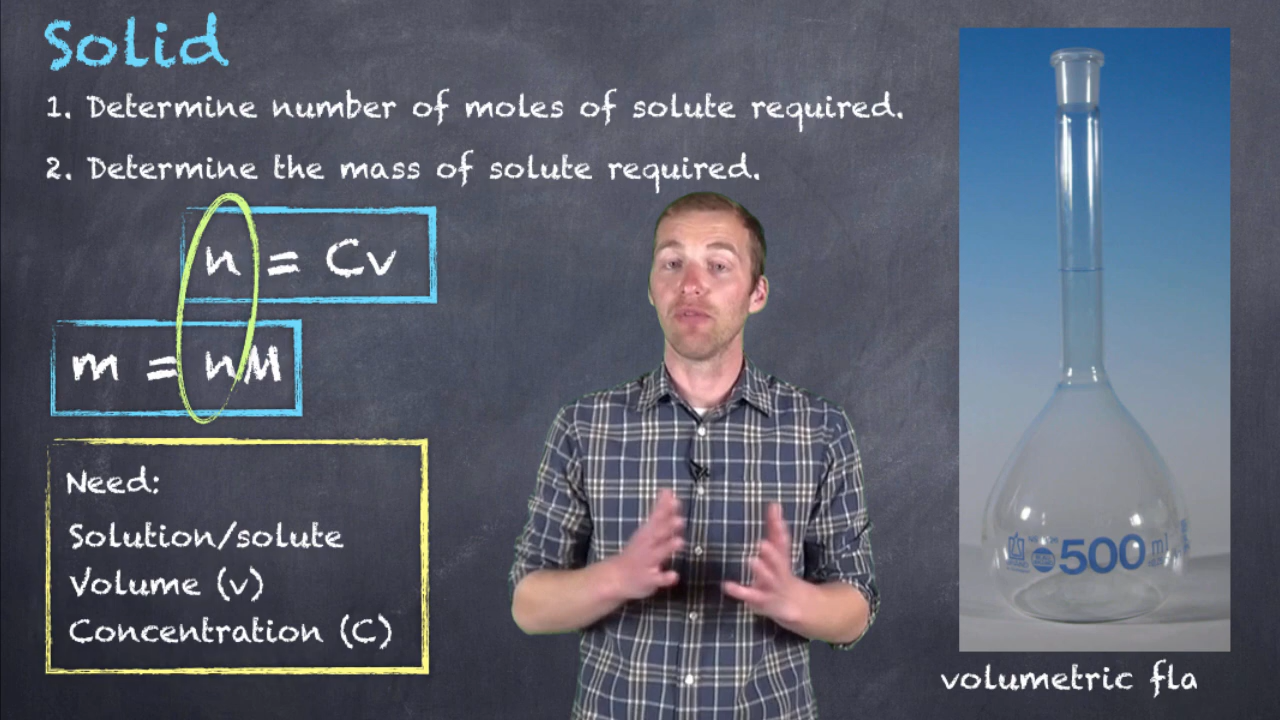 Solid
1. Determine number of moles of solute required.
2. Determine the mass of solute required.
n = Cv
m = nM
Need:
Solution/solute
Volume (v)
Concentration (C)
500 ml
volumetric fla